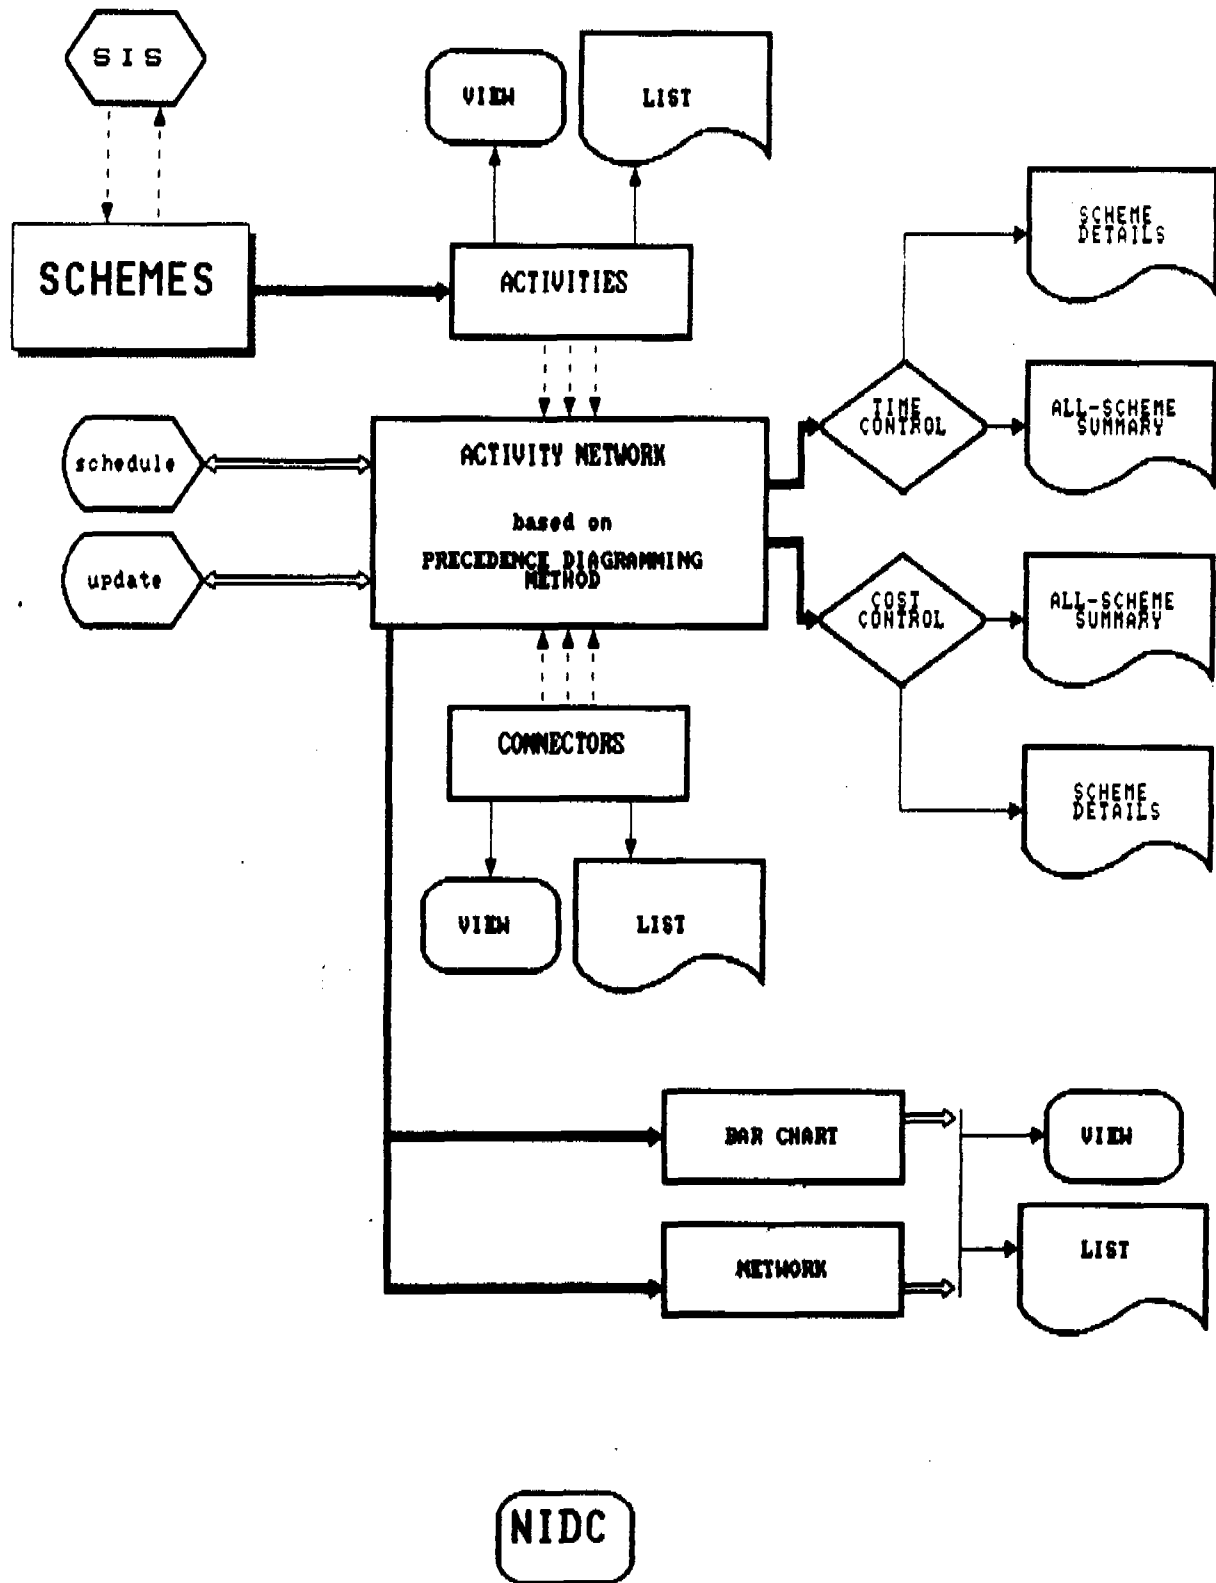 SIS
VIEW
LIST
SCHEME
DETAILS
SCHEMES
ACTIVITIES
TIME
CONTROL
ALL-SCHEME
SUMMARY
schedule
ACTIVITY NETWORK
based on
PRECEDENCE DIAGRAMMING
METHOD
update
COST
CONTROL
ALL-SCHEME
SUMMARY
CONNECTORS
SCHEME
DETAILS
VIEW
LIST
BAR CHART
VIEW
NETWORK
LIST
NIDC